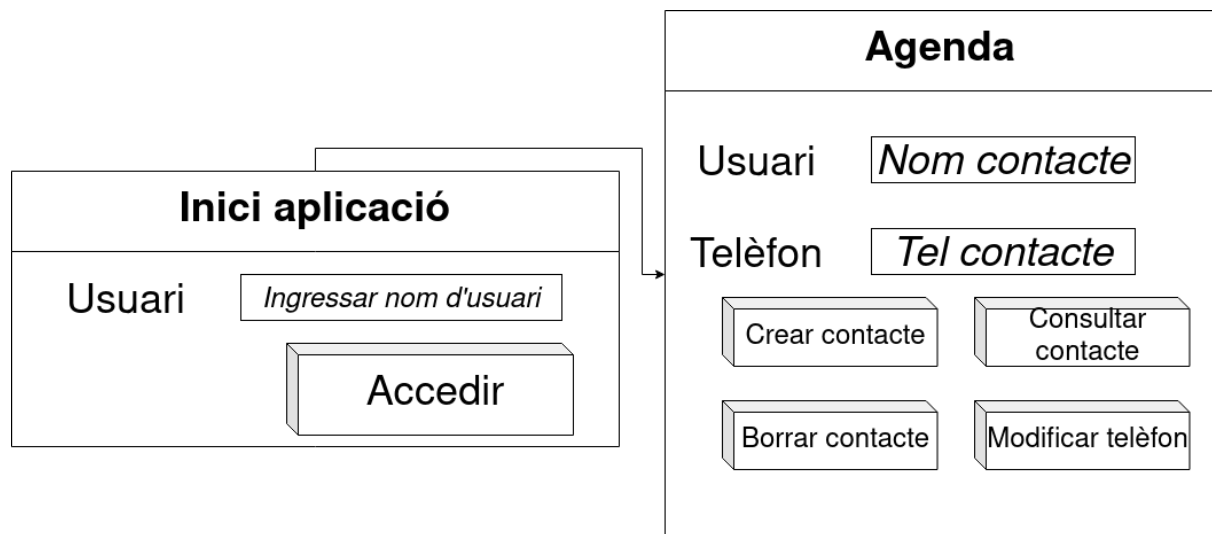 Inici aplicació
Usuari
Ingressar nom d'usuari
Accedir
Agenda
Usuari
Nom contacte
Telèfon
Tel contacte
Crear contacte
Consultar
contacte
Borrar contacte
Modificar telèfon